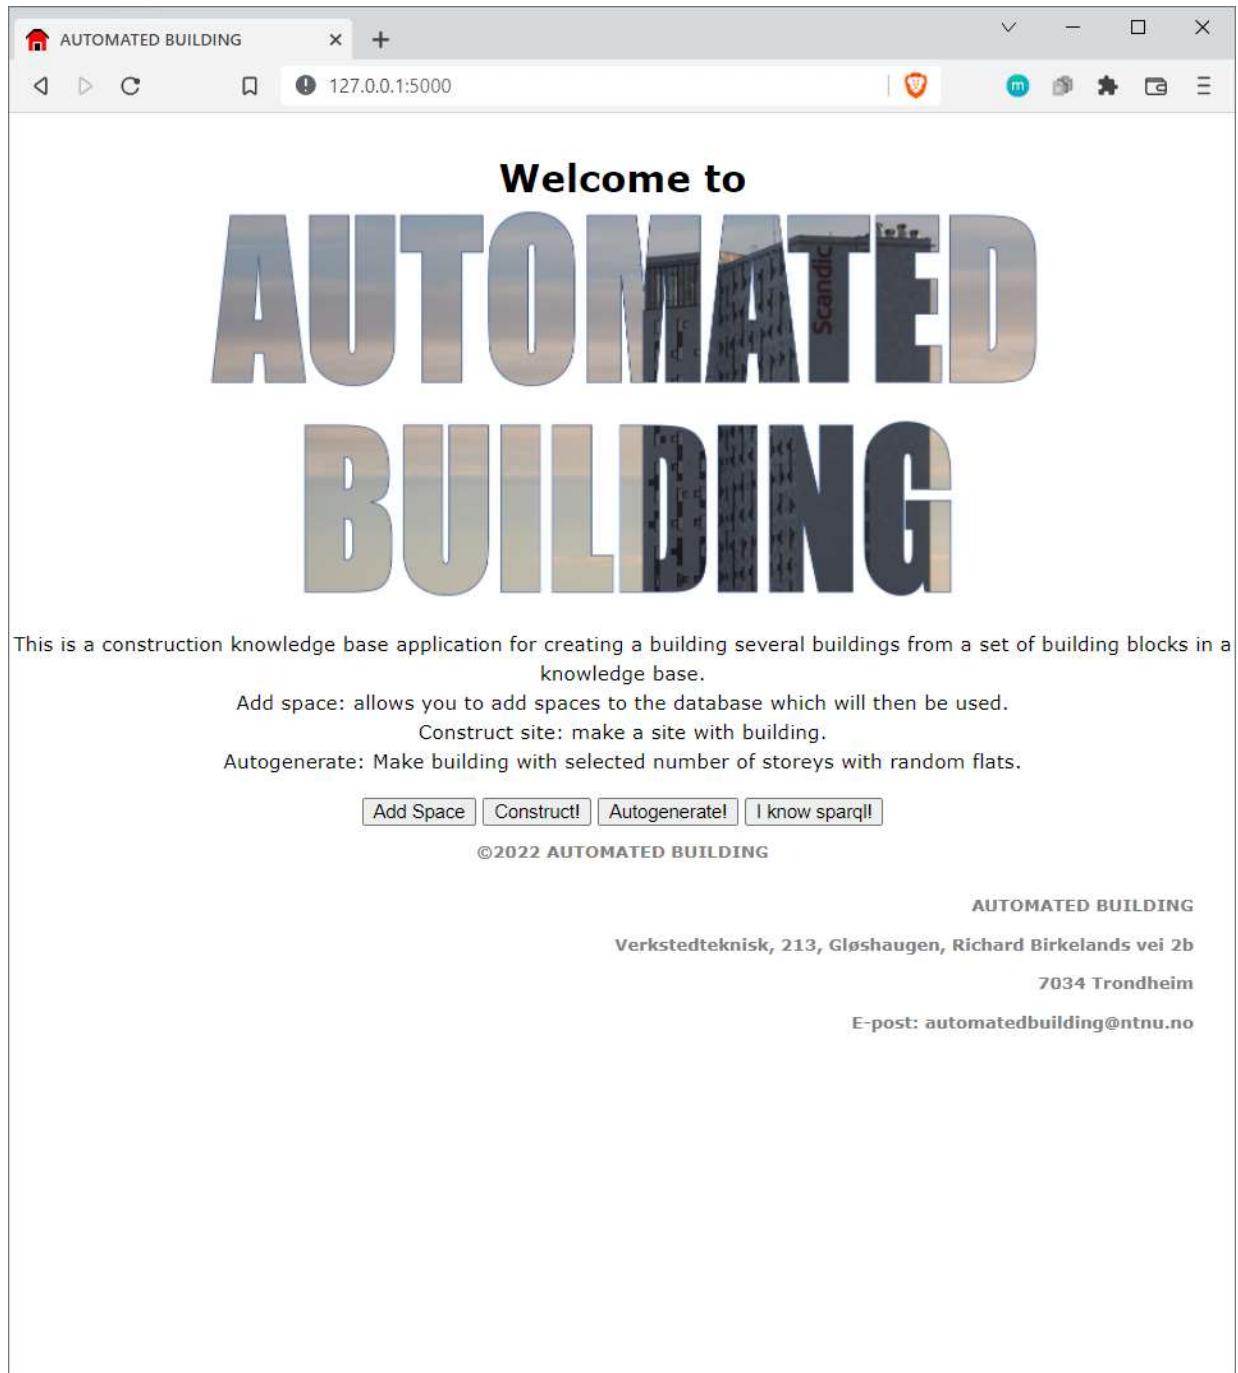 AUTOMATED BUILDING
127.0.0.1:5000
m
Welcome to
AUTOMATED
Scandic
BUILDING
This is a construction knowledge base application for creating a building several buildings from a set of building blocks in a
knowledge base.
Add space: allows you to add spaces to the database which will then be used.
Construct site: make a site with building.
Autogenerate: Make building with selected number of storeys with random flats.
Add Space Construct! Autogenerate! I know sparql!
©2022 AUTOMATED BUILDING
AUTOMATED BUILDING
Verkstedteknisk, 213, Gløshaugen, Richard Birkelands vei 2b
7034 Trondheim
E-post: automatedbuilding@ntnu.no